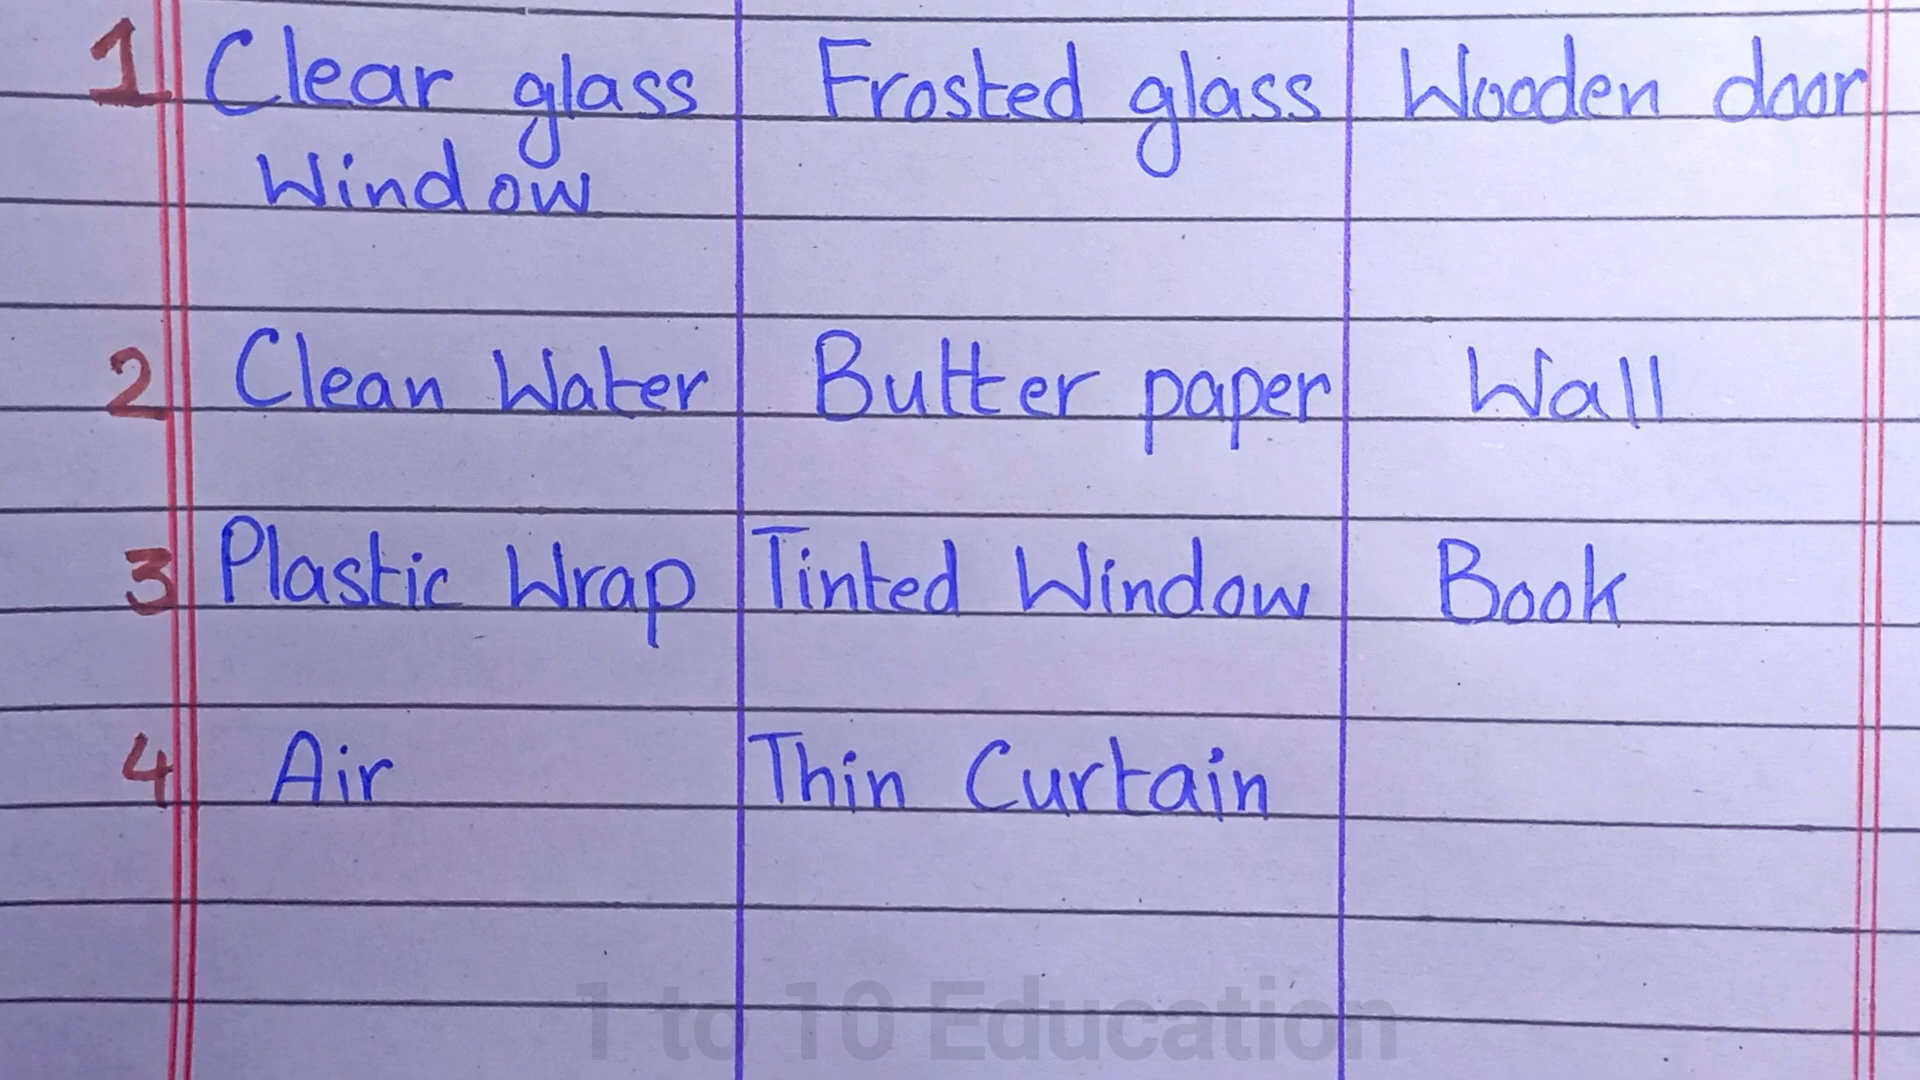 1 Clear glass Frosted glass Wooden door
Window
2 Clean Water Butter paper Wall
3 Plastic Wrap Tinted Window Book
4 Air Thin Curtain
1 to 10 Education